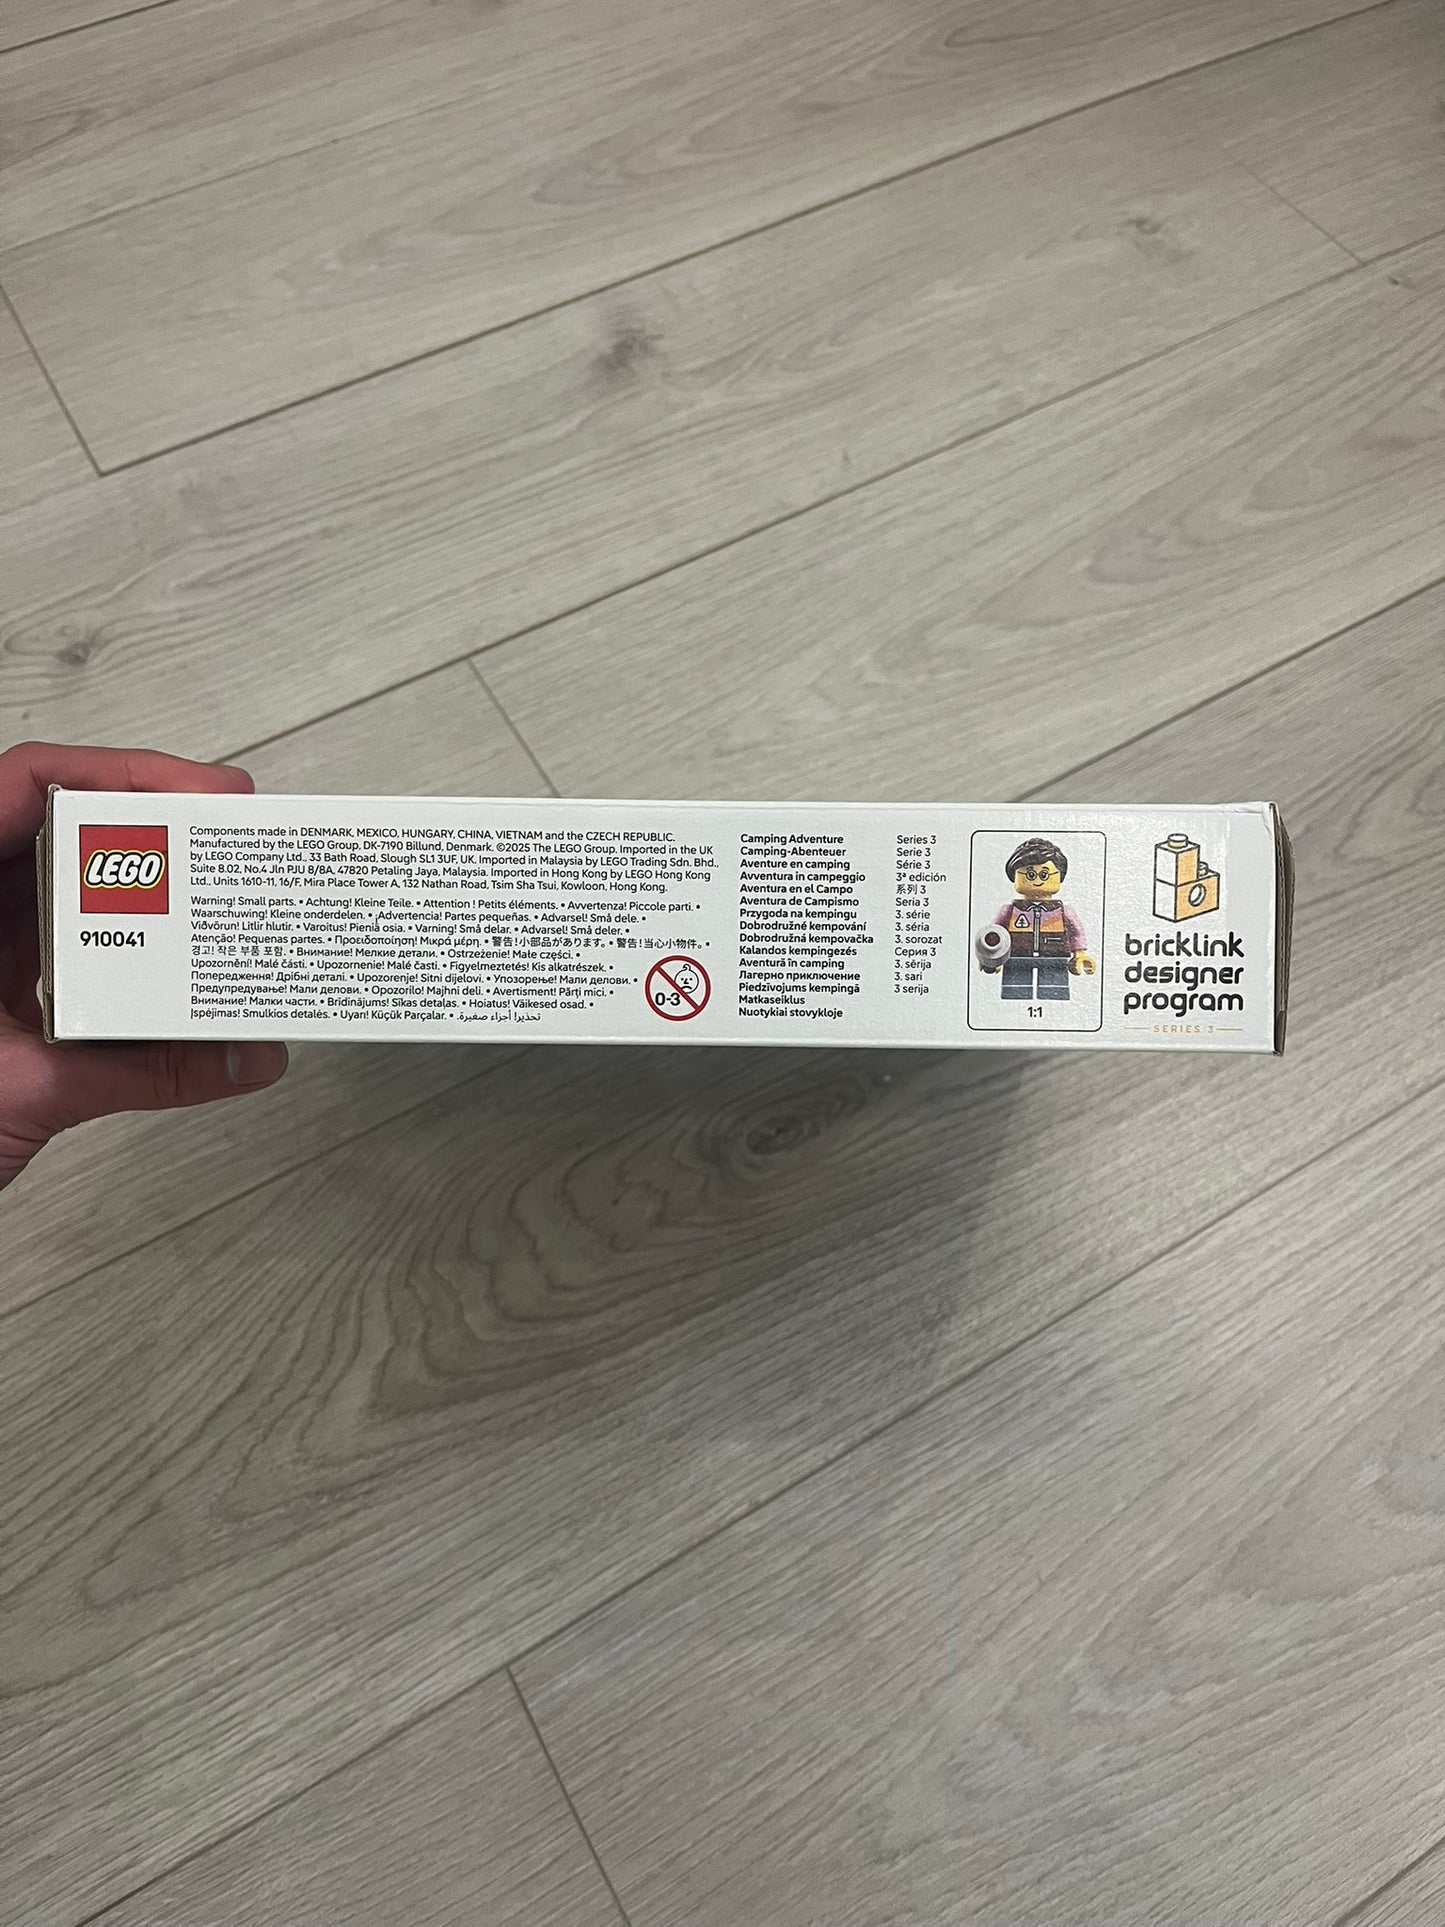 LEGO
910041
Components made in DENMARK, MEXICO, HUNGARY, CHINA, VIETNAM and the CZECH REPUBLIC.
Manufactured by the LEGO Group, DK-7190 Billund, Denmark. ©2025 The LEGO Group. Imported in the UK
by LEGO Company Ltd., 33 Bath Road, Slough SL1 3UF, UK. Imported in Malaysia by LEGO Trading Sdn. Bhd.,
Suite 8.02, No.4 Jln PJU 8/8A, 47820 Petaling Jaya, Malaysia. Imported in Hong Kong by LEGO Hong Kong
Ltd., Units 1610-11, 16/F, Mira Place Tower A, 132 Nathan Road, Tsim Sha Tsui, Kowloon, Hong Kong.
Warning! Small parts. • Achtung! Kleine Teile. • Attention ! Petits éléments. • Avvertenza! Piccole parti. •
Waarschuwing! Kleine onderdelen. • ¡Advertencia! Partes pequeñas. • Advarsel! Små dele. •
Viðvörun! Litlir hlutir. • Varoitus! Pieniä osia. • Varning! Små delar. • Advarsel! Små deler. •
Atenção! Pequenas partes. • Προειδοποίηση! Μικρά μέρη. • 警告!小部品があります。 • 警告!当心小物件。 •
경고! 작은 부품 포함. • Внимание! Мелкие детали. • Ostrzeżenie! Małe części. •
Upozornění! Malé části. • Upozornenie! Malé časti. • Figyelmeztetés! Kis alkatrészek. •
Попередження! Дрібні деталі. • Upozorenje! Sitni dijelovi. • Упозорење! Мали делови. •
Предупредување! Мали делови. • Opozorilo! Majhni deli. • Avertisment! Părți mici. •
Внимание! Малки части. • Brīdinājums! Sīkas detaļas. • Hoiatus! Väikesed osad. •
Įspėjimas! Smulkios detalės. • Uyarı! Küçük Parçalar. • تحذير! أجزاء صغيرة.
0-3
Camping Adventure Series 3
Camping-Abenteuer Serie 3
Aventure en camping Série 3
Avventura in campeggio 3ª edición
Aventura en el Campo 系列 3
Aventura de Campismo Seria 3
Przygoda na kempingu 3. série
Dobrodružné kempování 3. séria
Dobrodružná kempovačka 3. sorozat
Kalandos kempingezés Серия 3
Aventură în camping 3. sērija
Лагерно приключение 3. sari
Piedzīvojums kempingā 3 serija
Matkaseiklus
Nuotykiai stovykloje
1:1
bricklink
designer
program
SERIES 3